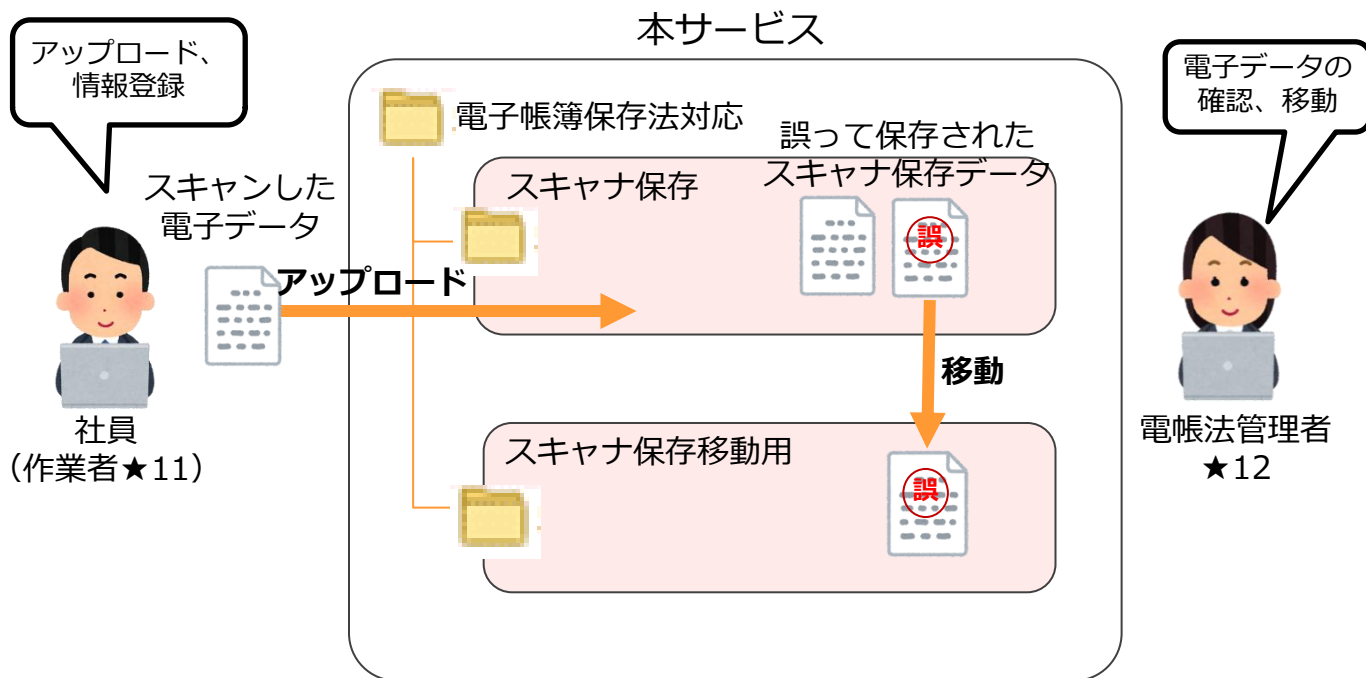 本サービス
アップロード、
情報登録
電子データの
確認、移動
電子帳簿保存法対応
誤って保存された
スキャナ保存データ
スキャナ保存
スキャンした
電子データ
誤
アップロード
移動
社員
（作業者★11）
電帳法管理者
★12
スキャナ保存移動用
誤